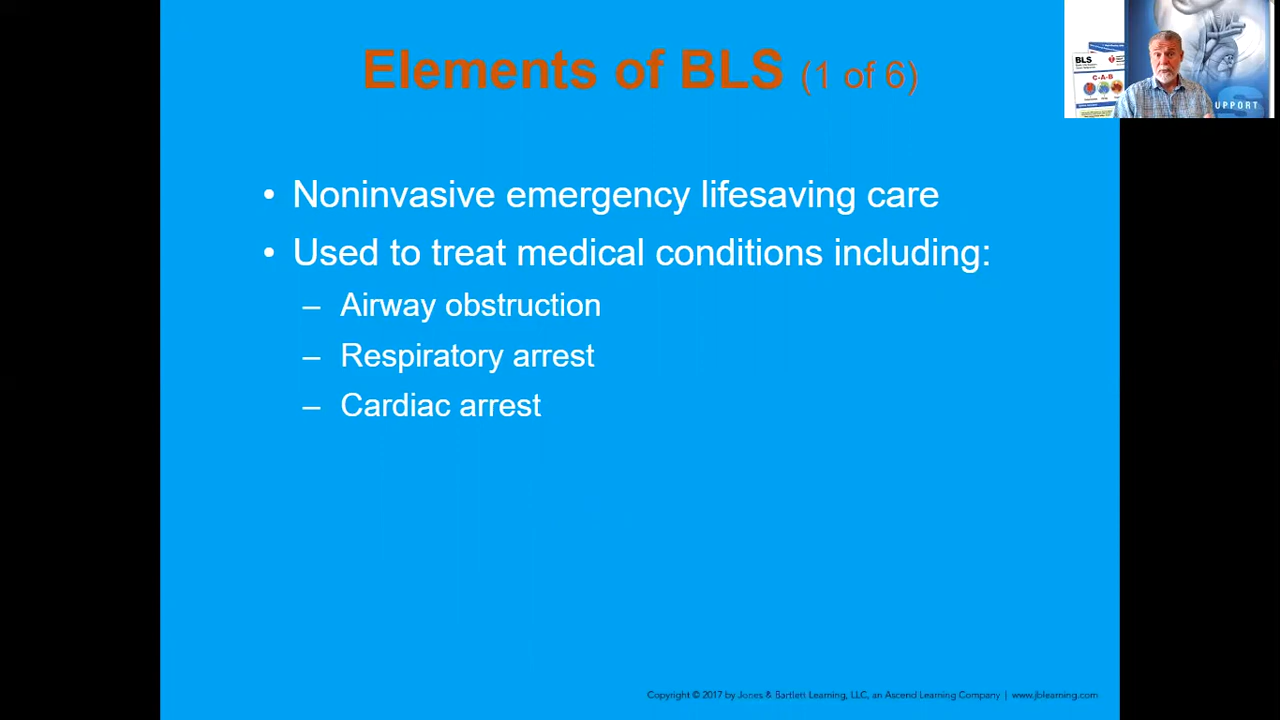 Elements of BLS (1 of 6)
• Noninvasive emergency lifesaving care
• Used to treat medical conditions including:
– Airway obstruction
– Respiratory arrest
– Cardiac arrest
BLS
C-A-B
UPPORT
Copyright © 2017 by Jones & Bartlett Learning, LLC, an Ascend Learning Company | www.jblearning.com